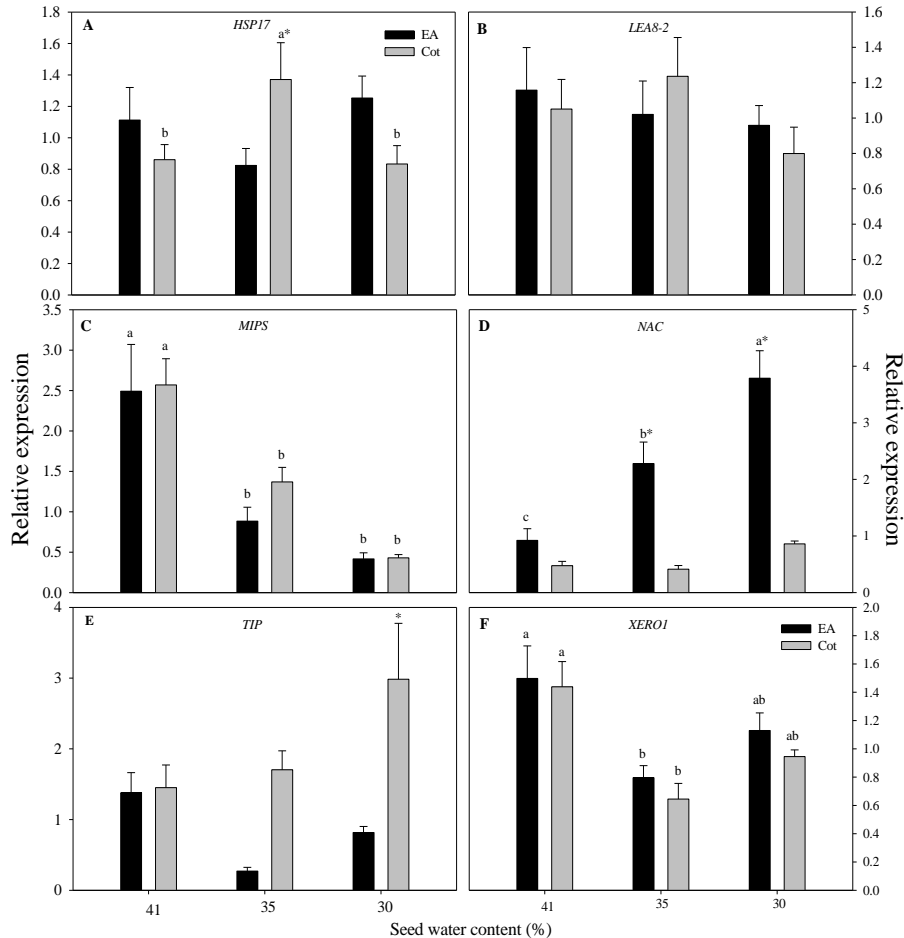 A HSP17
EA
Cot
1.8
1.6
1.4
1.2
1.0
0.8
0.6
0.4
0.2
0.0
b
a*
b
B LEA8-2
1.6
1.4
1.2
1.0
0.8
0.6
0.4
0.2
0.0
C MIPS
3.5
3.0
2.5
2.0
1.5
1.0
0.5
0.0
a a
b b
b b
D NAC
5
4
3
2
1
0
c
b*
a*
Relative expression
Relative expression
E TIP
4
3
2
1
0
*
41 35 30
F XERO1
EA
Cot
2.0
1.8
1.6
1.4
1.2
1.0
0.8
0.6
0.4
0.2
0.0
a a
b b
ab ab
41 35 30
Seed water content (%)